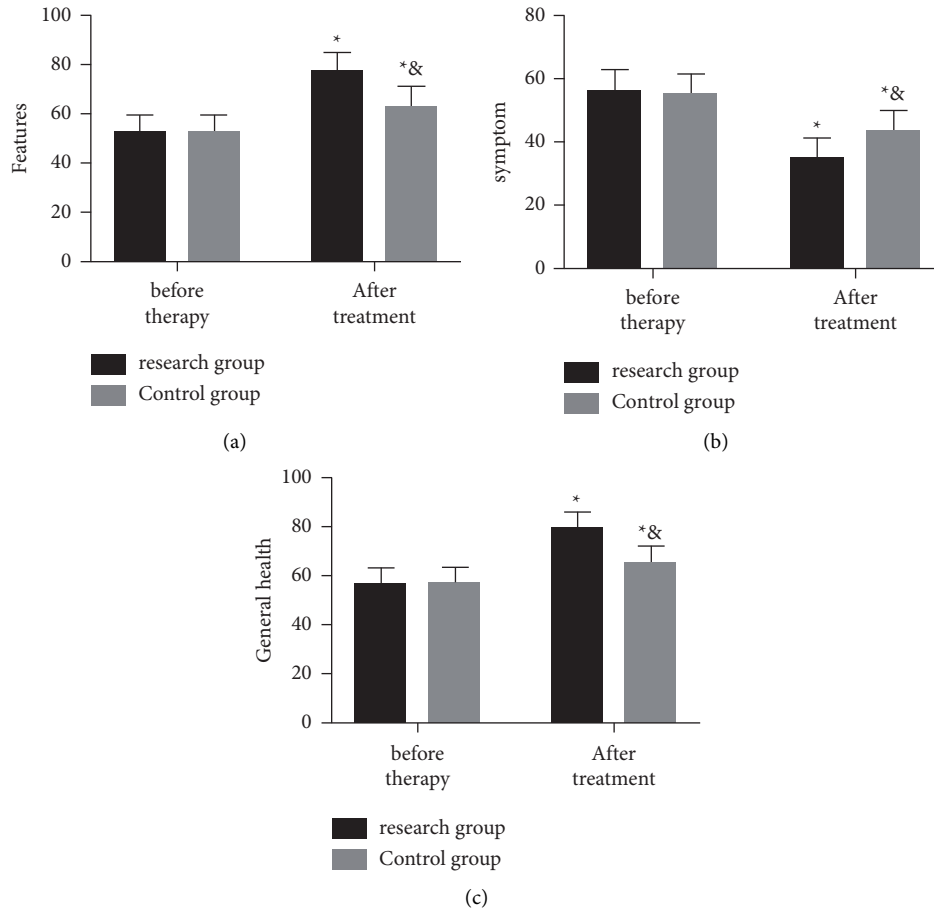 100
80
60
40
20
0
Features
*
*&
before
therapy
After
treatment
research group
Control group
(a)
80
60
40
20
0
symptom
*
*&
before
therapy
After
treatment
research group
Control group
(b)
100
80
60
40
20
0
General health
*
*&
before
therapy
After
treatment
research group
Control group
(c)